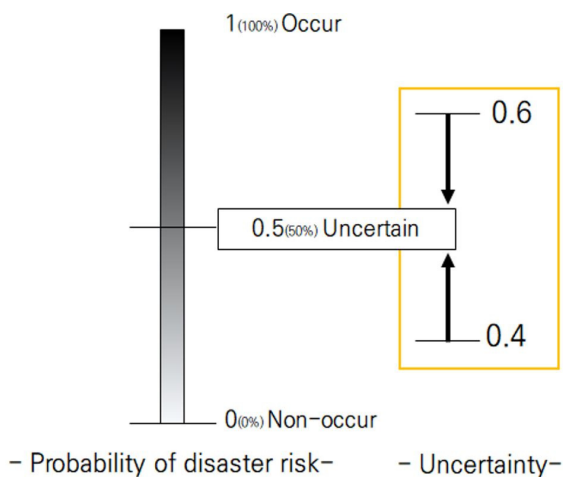 1(100%) Occur
0.6
0.5(50%) Uncertain
0.4
0(0%) Non-occur
- Probability of disaster risk-
- Uncertainty-